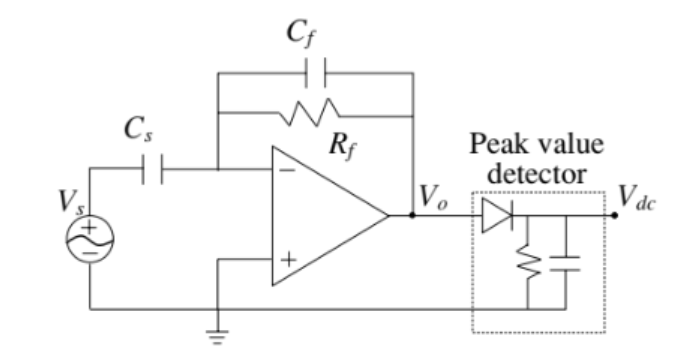 C_f
C_s
R_f
Peak value
detector
V_s
V_o
V_dc
+
−
−
+